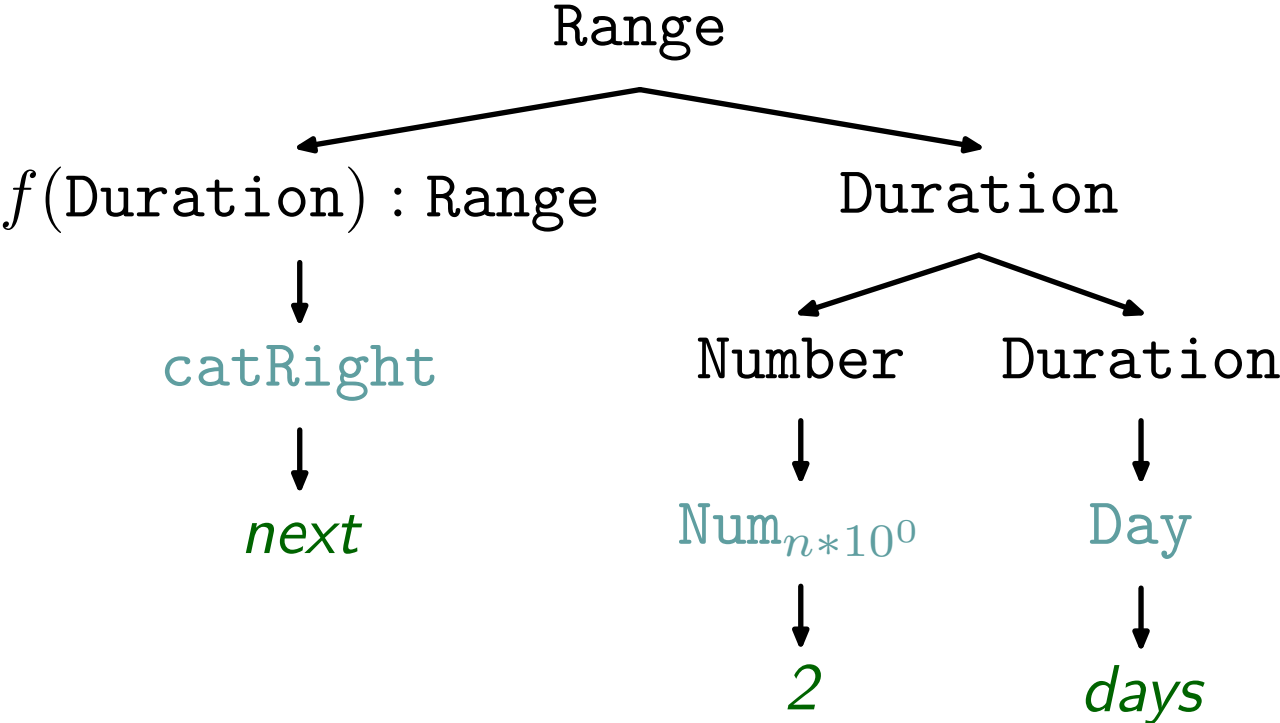 Range
f(Duration) : Range Duration
catRight Number Duration
next Num_{n*10^0} Day
2 days